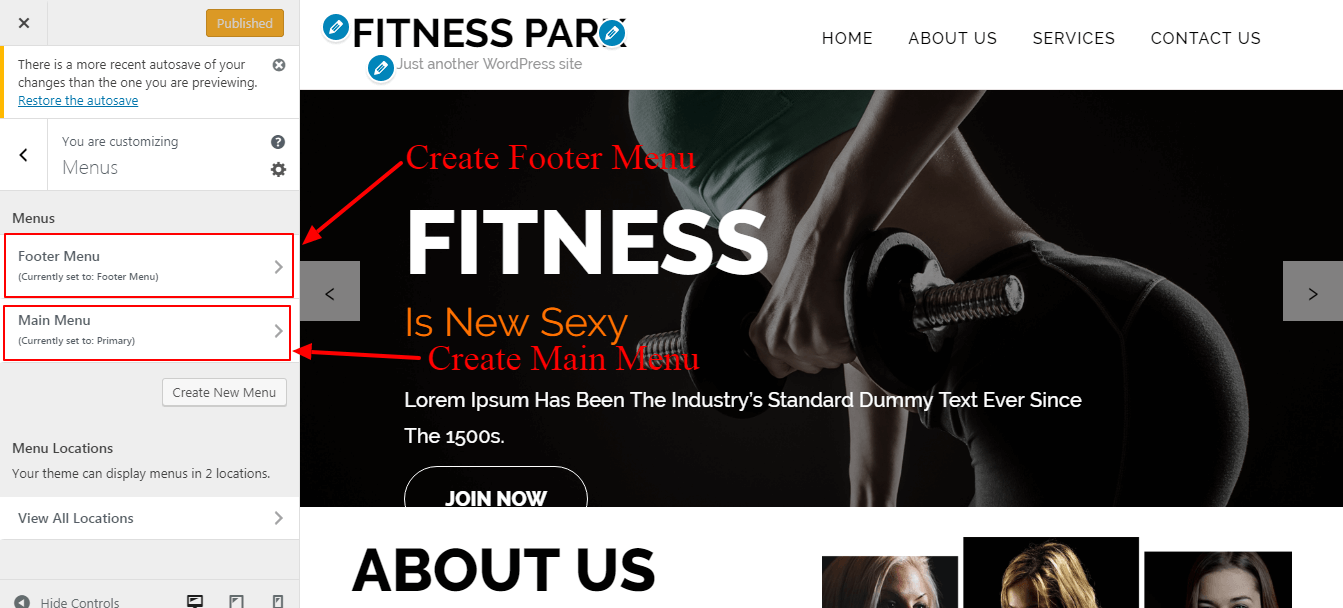 Published
There is a more recent autosave of your
changes than the one you are previewing.
Restore the autosave
You are customizing
Menus
Menus
Footer Menu
(Currently set to: Footer Menu)
Main Menu
(Currently set to: Primary)
Create New Menu
Menu Locations
Your theme can display menus in 2 locations.
View All Locations
Hide Controls
FITNESS PARK
Just another WordPress site
HOME ABOUT US SERVICES CONTACT US
Create Footer Menu
FITNESS
Is New Sexy
Create Main Menu
Lorem Ipsum Has Been The Industry's Standard Dummy Text Ever Since
The 1500s.
JOIN NOW
ABOUT US